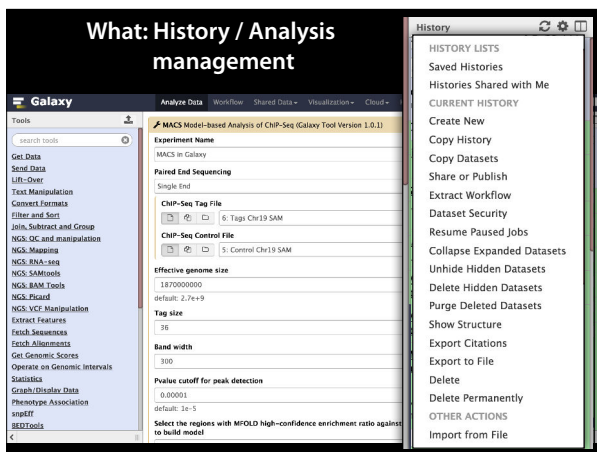 What: History / Analysis
management
Galaxy
Analyze Data Workflow Shared Data Visualization Cloud
Tools
search tools
Get Data
Send Data
Lift-Over
Text Manipulation
Convert Formats
Filter and Sort
Join, Subtract and Group
NGS: QC and manipulation
NGS: Mapping
NGS: RNA-seq
NGS: SAMtools
NGS: BAM Tools
NGS: Picard
NGS: VCF Manipulation
Extract Features
Fetch Sequences
Fetch Alignments
Get Genomic Scores
Operate on Genomic Intervals
Statistics
Graph/Display Data
Phenotype Association
snpEff
BEDTools
MACS Model-based Analysis of ChIP-Seq (Galaxy Tool Version 1.0.1)
Experiment Name
MACS in Galaxy
Paired End Sequencing
Single End
ChIP-Seq Tag File
6: Tags Chr19 SAM
ChIP-Seq Control File
5: Control Chr19 SAM
Effective genome size
1870000000
default: 2.7e+9
Tag size
36
Band width
300
Pvalue cutoff for peak detection
0.00001
default: 1e-5
Select the regions with MFOLD high-confidence enrichment ratio against
to build model
History
HISTORY LISTS
Saved Histories
Histories Shared with Me
CURRENT HISTORY
Create New
Copy History
Copy Datasets
Share or Publish
Extract Workflow
Dataset Security
Resume Paused Jobs
Collapse Expanded Datasets
Unhide Hidden Datasets
Delete Hidden Datasets
Purge Deleted Datasets
Show Structure
Export Citations
Export to File
Delete
Delete Permanently
OTHER ACTIONS
Import from File